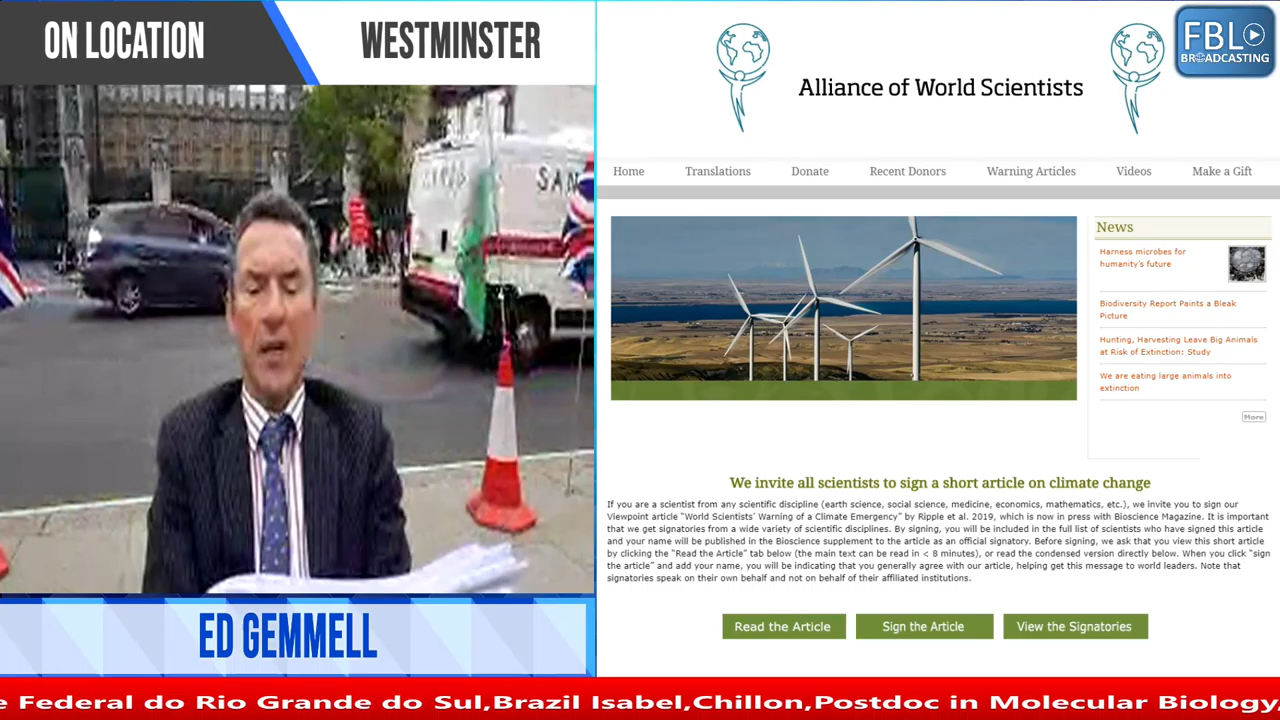 ON LOCATION
WESTMINSTER
FBL
BROADCASTING
Alliance of World Scientists
Home
Translations
Donate
Recent Donors
Warning Articles
Videos
Make a Gift
News
Harness microbes for
humanity's future
Biodiversity Report Paints a Bleak
Picture
Hunting, Harvesting Leave Big Animals
at Risk of Extinction: Study
We are eating large animals into
extinction
More
We invite all scientists to sign a short article on climate change
If you are a scientist from any scientific discipline (earth science, social science, medicine, economics, mathematics, etc.), we invite you to sign our
Viewpoint article "World Scientists' Warning of a Climate Emergency" by Ripple et al. 2019, which is now in press with Bioscience Magazine. It is important
that we get signatories from a wide variety of scientific disciplines. By signing, you will be included in the full list of scientists who have signed this article
and your name will be published in the Bioscience supplement to the article as an official signatory. Before signing, we ask that you view this short article
by clicking the "Read the Article" tab below (the main text can be read in < 8 minutes), or read the condensed version directly below. When you click "sign
the article" and add your name, you will be indicating that you generally agree with our article, helping get this message to world leaders. Note that
signatories speak on their own behalf and not on behalf of their affiliated institutions.
Read the Article
Sign the Article
View the Signatories
ED GEMMELL
e Federal do Rio Grande do Sul,Brazil Isabel,Chillon,Postdoc in Molecular Biology,